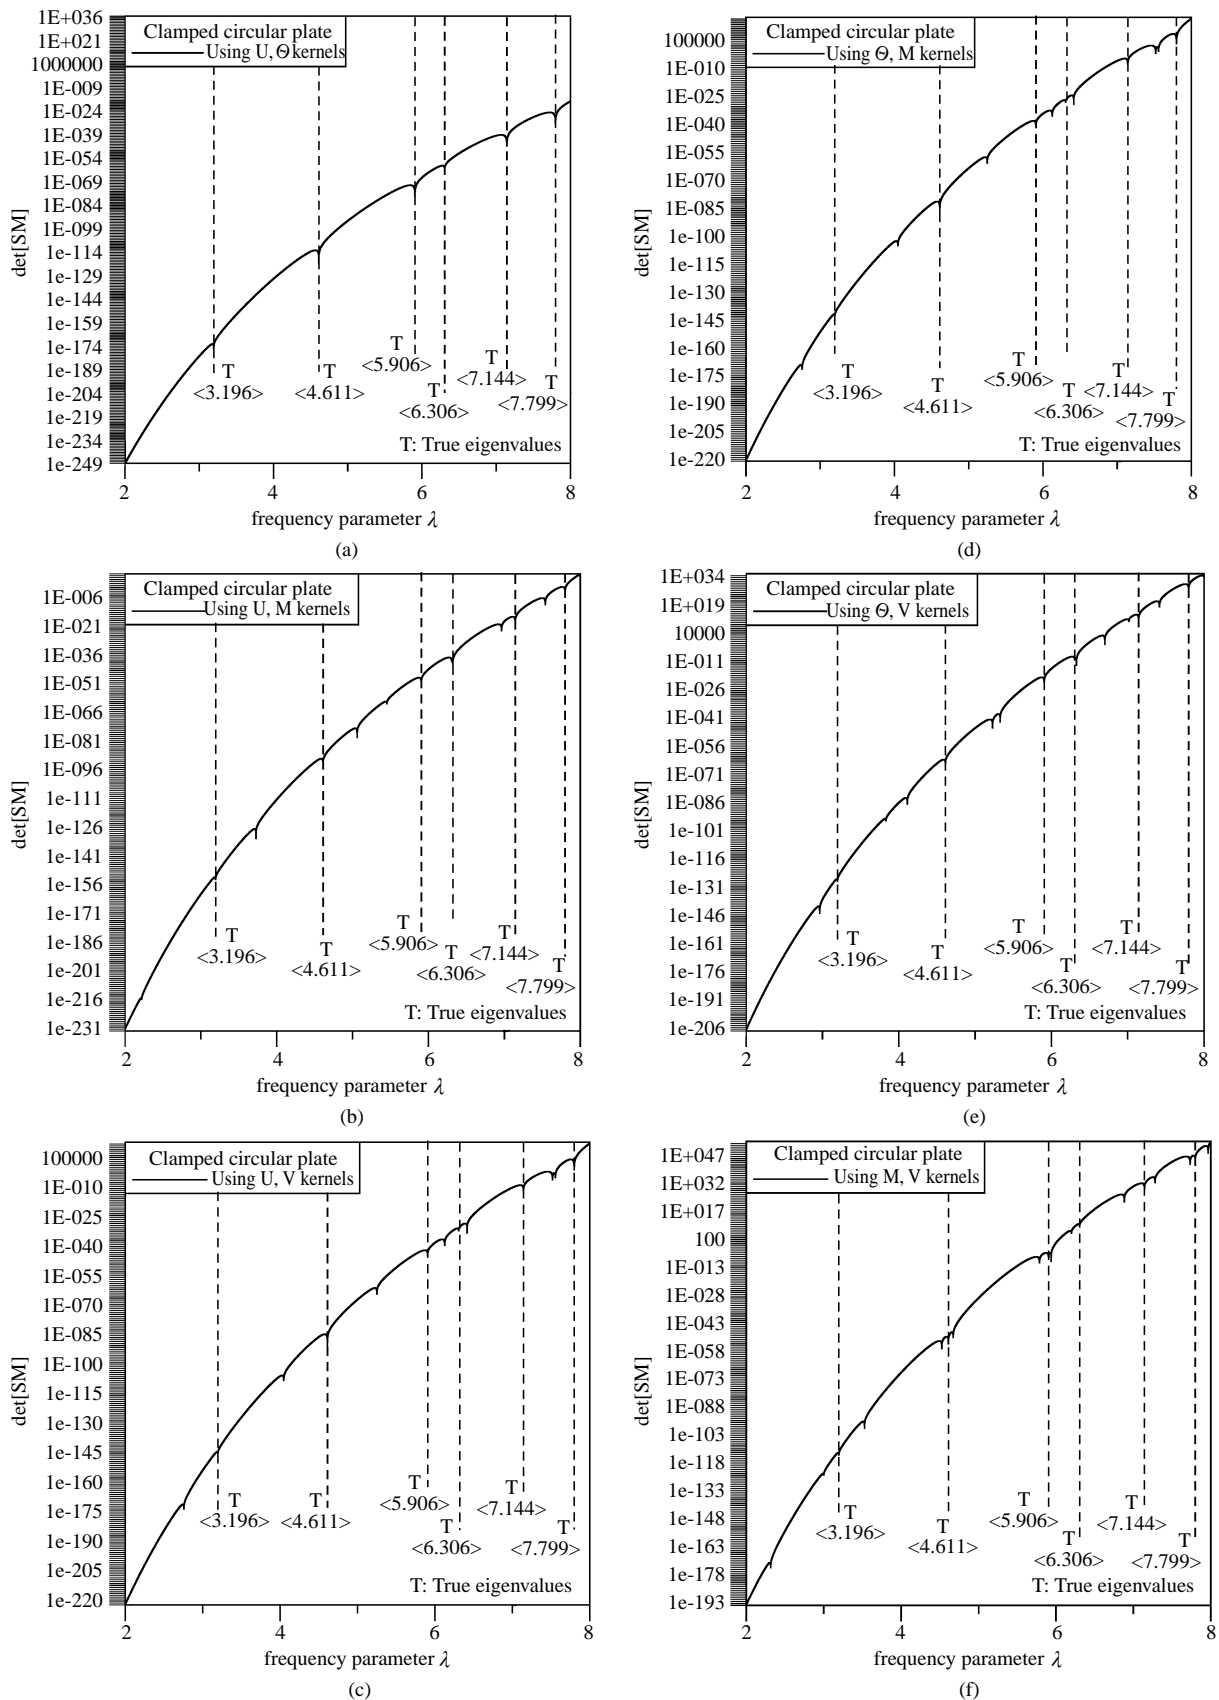 1E+036
1E+021
1000000
1E-009
1E-024
1E-039
1E-054
1E-069
1E-084
1E-099
1e-114
1e-129
1e-144
1e-159
1e-174
1e-189
1e-204
1e-219
1e-234
1e-249
det[SM]
Clamped circular plate
Using U, Θ kernels
T
<3.196>
T
<4.611>
T
<5.906>
T
<6.306>
T
<7.144>
T
<7.799>
T: True eigenvalues
2 4 6 8
frequency parameter λ
(a)
100000
1E-010
1E-025
1E-040
1E-055
1E-070
1E-085
1e-100
1e-115
1e-130
1e-145
1e-160
1e-175
1e-190
1e-205
1e-220
det[SM]
Clamped circular plate
Using Θ, M kernels
T
<3.196>
T
<4.611>
T
<5.906>
T
<6.306>
T
<7.144>
T
<7.799>
T: True eigenvalues
2 4 6 8
frequency parameter λ
(d)
1E-006
1E-021
1E-036
1E-051
1E-066
1E-081
1E-096
1e-111
1e-126
1e-141
1e-156
1e-171
1e-186
1e-201
1e-216
1e-231
det[SM]
Clamped circular plate
Using U, M kernels
T
<3.196>
T
<4.611>
T
<5.906>
T
<6.306>
T
<7.144>
T
<7.799>
T: True eigenvalues
2 4 6 8
frequency parameter λ
(b)
1E+034
1E+019
10000
1E-011
1E-026
1E-041
1E-056
1E-071
1E-086
1e-101
1e-116
1e-131
1e-146
1e-161
1e-176
1e-191
1e-206
det[SM]
Clamped circular plate
Using Θ, V kernels
T
<3.196>
T
<4.611>
T
<5.906>
T
<6.306>
T
<7.144>
T
<7.799>
T: True eigenvalues
2 4 6 8
frequency parameter λ
(e)
100000
1E-010
1E-025
1E-040
1E-055
1E-070
1E-085
1E-100
1e-115
1e-130
1e-145
1e-160
1e-175
1e-190
1e-205
1e-220
det[SM]
Clamped circular plate
Using U, V kernels
T
<3.196>
T
<4.611>
T
<5.906>
T
<6.306>
T
<7.144>
T
<7.799>
T: True eigenvalues
2 4 6 8
frequency parameter λ
(c)
1E+047
1E+032
1E+017
100
1E-013
1E-028
1E-043
1E-058
1E-073
1E-088
1e-103
1e-118
1e-133
1e-148
1e-163
1e-178
1e-193
det[SM]
Clamped circular plate
Using M, V kernels
T
<3.196>
T
<4.611>
T
<5.906>
T
<6.306>
T
<7.144>
T
<7.799>
T: True eigenvalues
2 4 6 8
frequency parameter λ
(f)